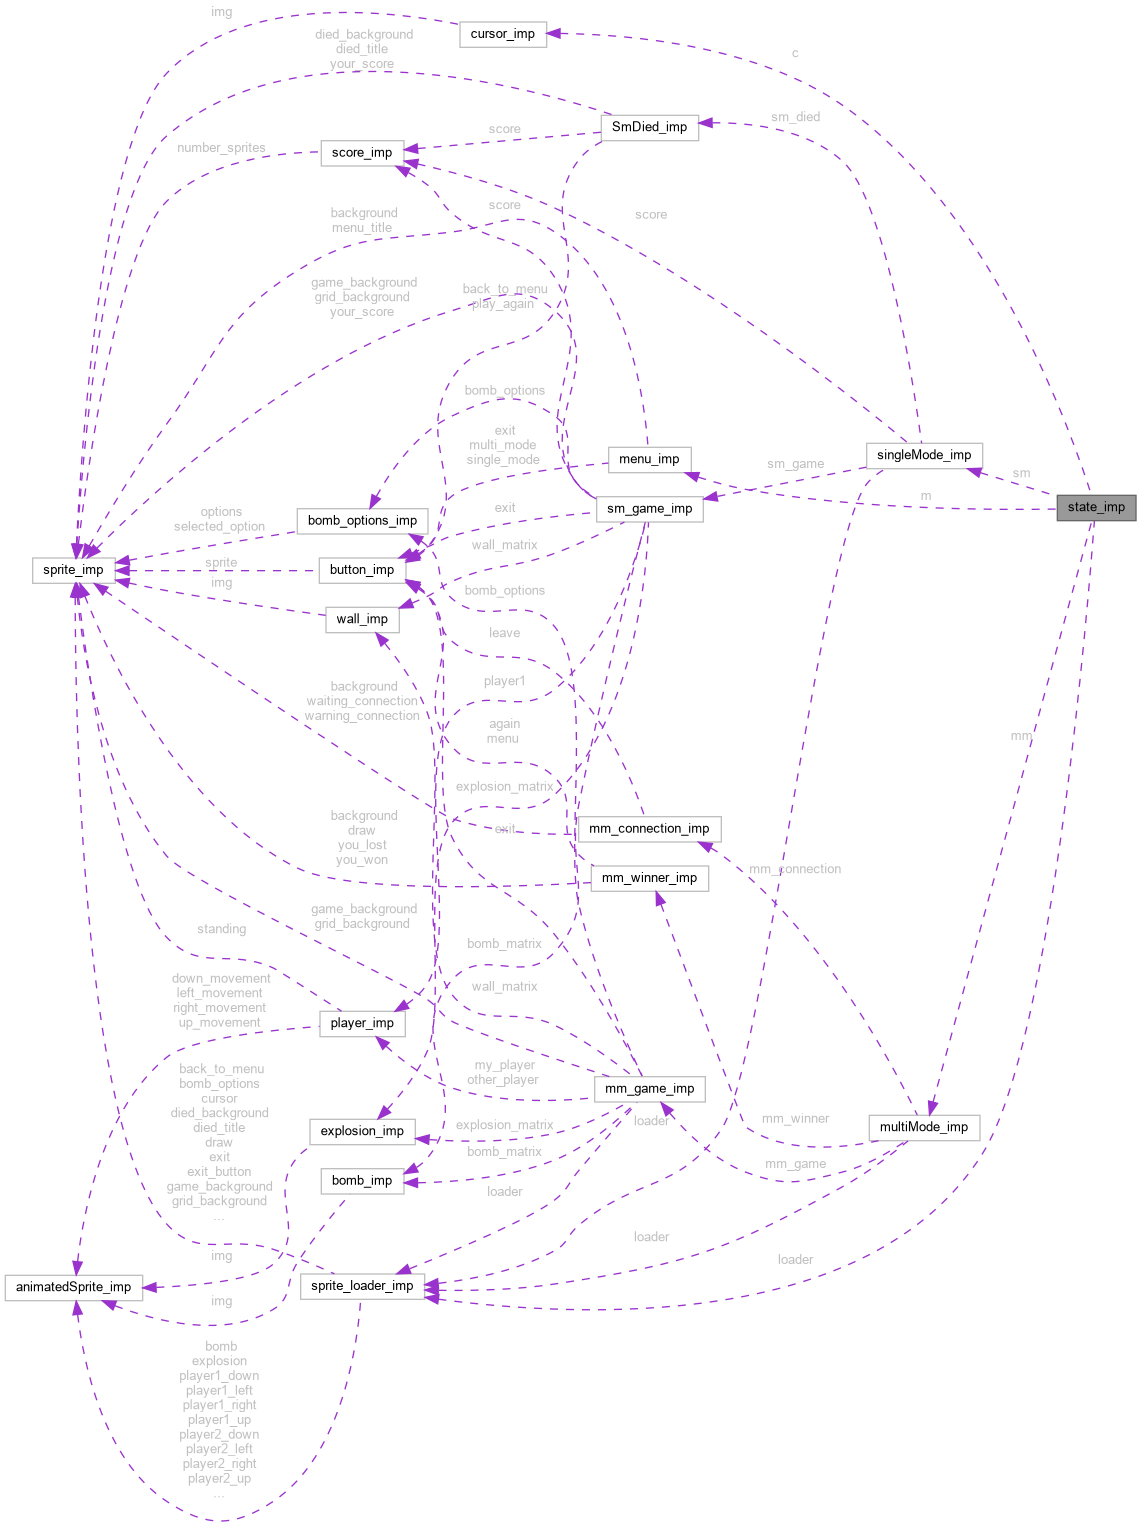 img
cursor_imp
died_background
died_title
your_score
c
sm_died
SmDied_imp
score
number_sprites
score_imp
score
score
background
menu_title
game_background
grid_background
your_score
back_to_menu
play_again
bomb_options
exit
multi_mode
single_mode
menu_imp
singleMode_imp
sm_game
sm
m
state_imp
exit
sm_game_imp
options
selected_option
bomb_options_imp
wall_matrix
sprite
sprite_imp
button_imp
img
bomb_options
wall_imp
leave
background
waiting_connection
warning_connection
player1
again
menu
mm
explosion_matrix
background
draw
you_lost
you_won
exit
mm_connection_imp
mm_connection
mm_winner_imp
game_background
grid_background
standing
bomb_matrix
down_movement
left_movement
right_movement
up_movement
wall_matrix
player_imp
back_to_menu
bomb_options
cursor
died_background
died_title
draw
exit
exit_button
game_background
grid_background
...
my_player
other_player
mm_game_imp
explosion_imp
explosion_matrix
loader
mm_winner
multiMode_imp
bomb_matrix
mm_game
bomb_imp
loader
img
loader
loader
animatedSprite_imp
sprite_loader_imp
img
bomb
explosion
player1_down
player1_left
player1_right
player1_up
player2_down
player2_left
player2_right
player2_up
...